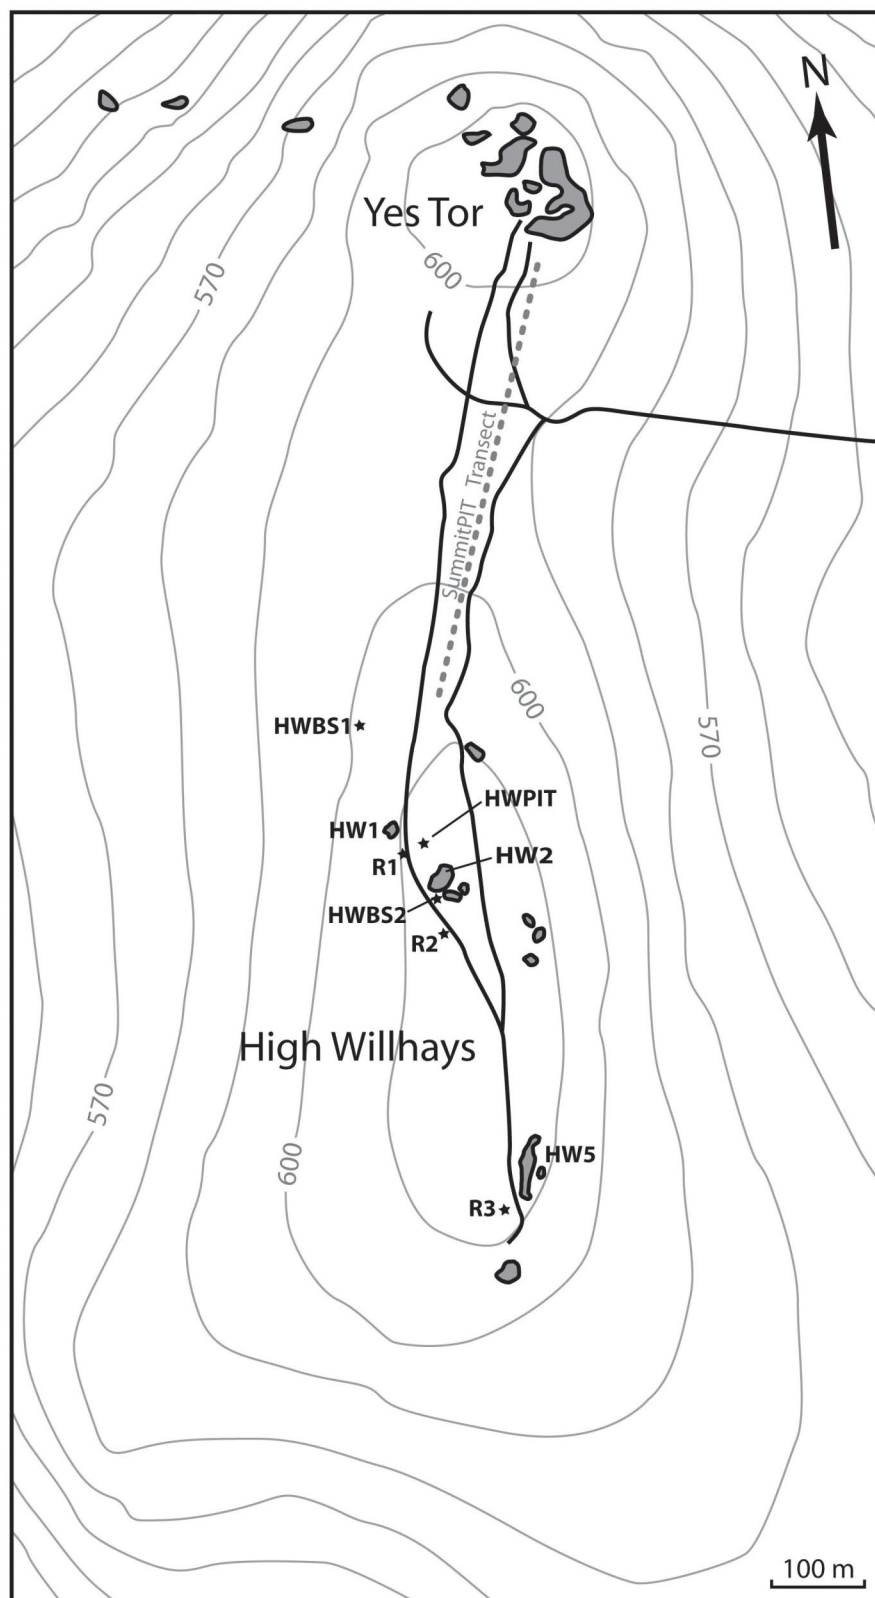 N
Yes Tor
600
570
SummitPIT Transect
600
HWBS1
570
HWPIT
HW1
HW2
R1
HWBS2
R2
High Willhays
570
600
HW5
R3
100 m